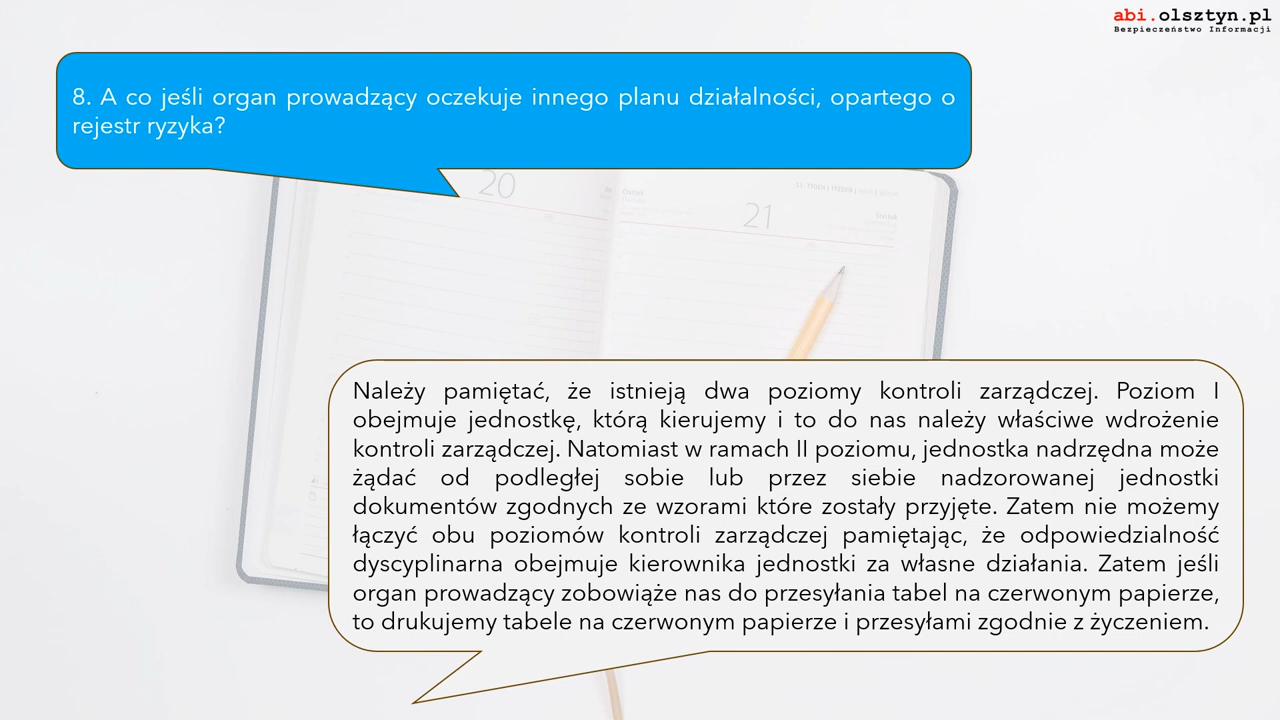 abi.olsztyn.pl
Bezpieczeństwo Informacji
8. A co jeśli organ prowadzący oczekuje innego planu działalności, opartego o
rejestr ryzyka?
20
21
Należy pamiętać, że istnieją dwa poziomy kontroli zarządczej. Poziom I
obejmuje jednostkę, którą kierujemy i to do nas należy właściwe wdrożenie
kontroli zarządczej. Natomiast w ramach II poziomu, jednostka nadrzędna może
żądać od podległej sobie lub przez siebie nadzorowanej jednostki
dokumentów zgodnych ze wzorami które zostały przyjęte. Zatem nie możemy
łączyć obu poziomów kontroli zarządczej pamiętając, że odpowiedzialność
dyscyplinarna obejmuje kierownika jednostki za własne działania. Zatem jeśli
organ prowadzący zobowiąże nas do przesyłania tabel na czerwonym papierze,
to drukujemy tabele na czerwonym papierze i przesyłami zgodnie z życzeniem.